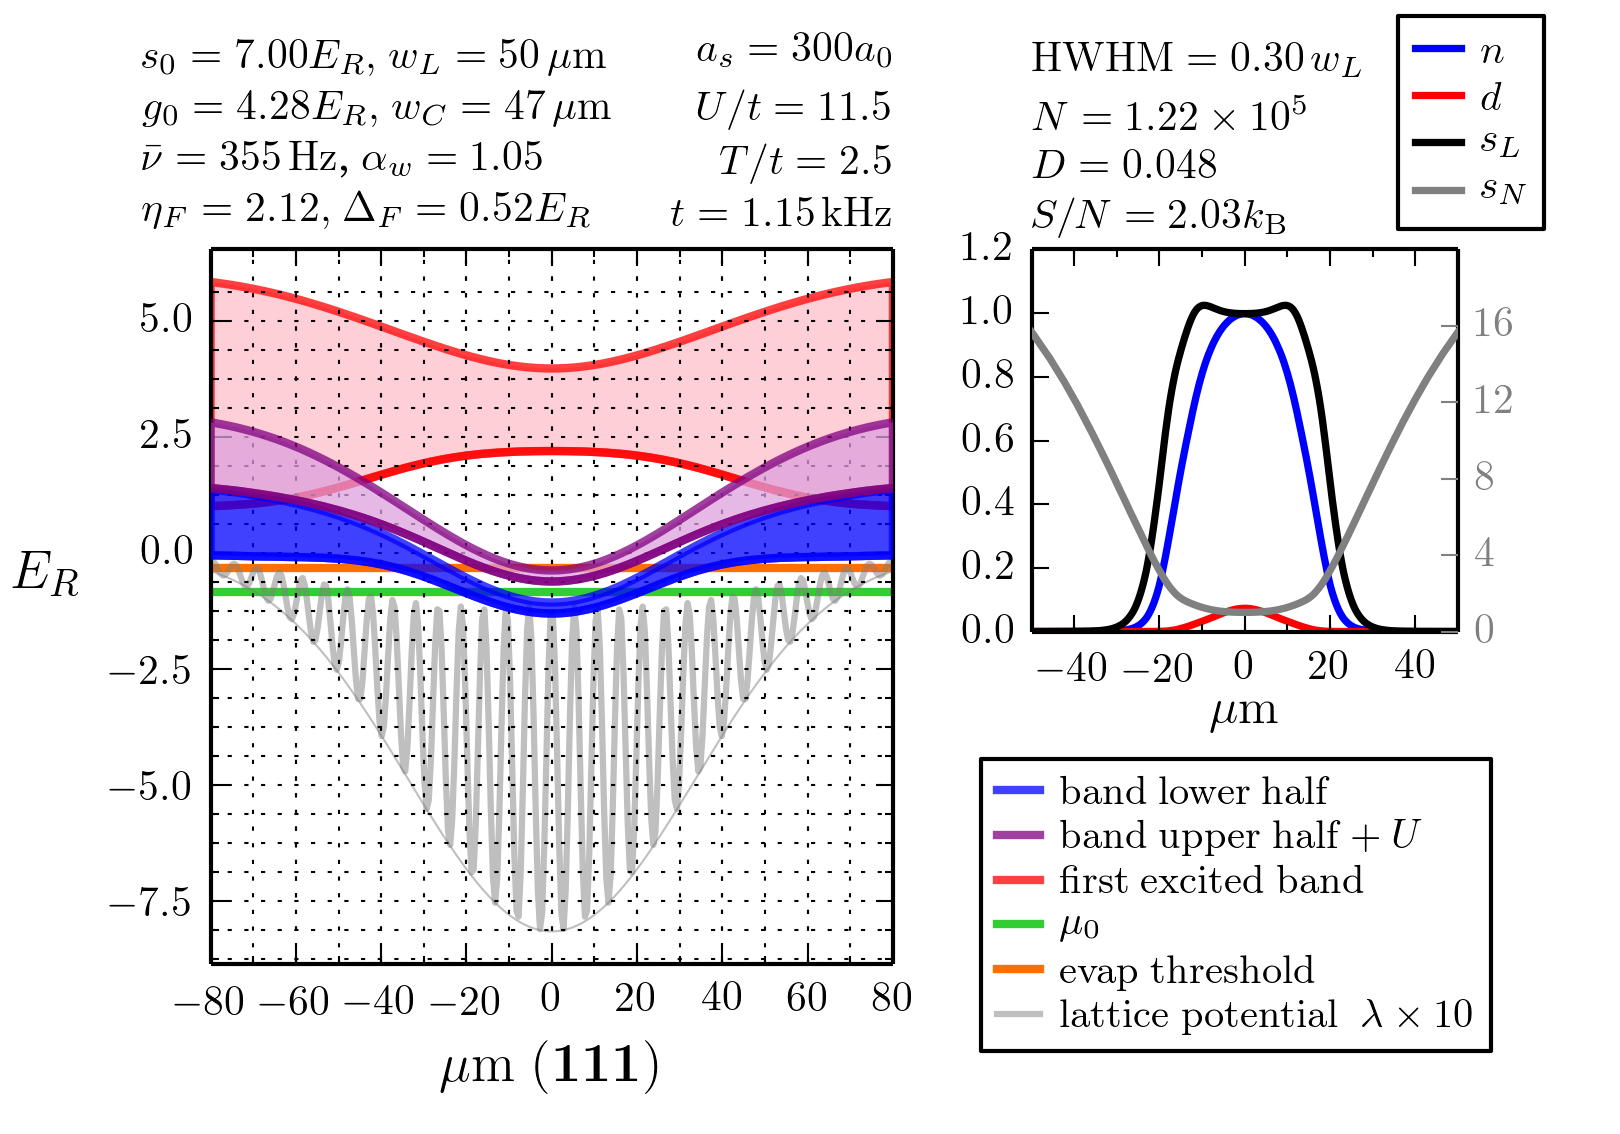 s₀ = 7.00E_R, w_L = 50 μm
g₀ = 4.28E_R, w_C = 47 μm
ν̄ = 355 Hz, α_w = 1.05
η_F = 2.12, Δ_F = 0.52E_R
a_s = 300a₀
U/t = 11.5
T/t = 2.5
t = 1.15 kHz
HWHM = 0.30 w_L
N = 1.22 × 10⁵
D = 0.048
S/N = 2.03k_B
n
d
s_L
s_N
E_R
5.0
2.5
0.0
−2.5
−5.0
−7.5
−80 −60 −40 −20 0 20 40 60 80
μm (111)
1.2
1.0
0.8
0.6
0.4
0.2
0.0
16
12
8
4
0
−40 −20 0 20 40
μm
band lower half
band upper half + U
first excited band
μ₀
evap threshold
lattice potential λ × 10